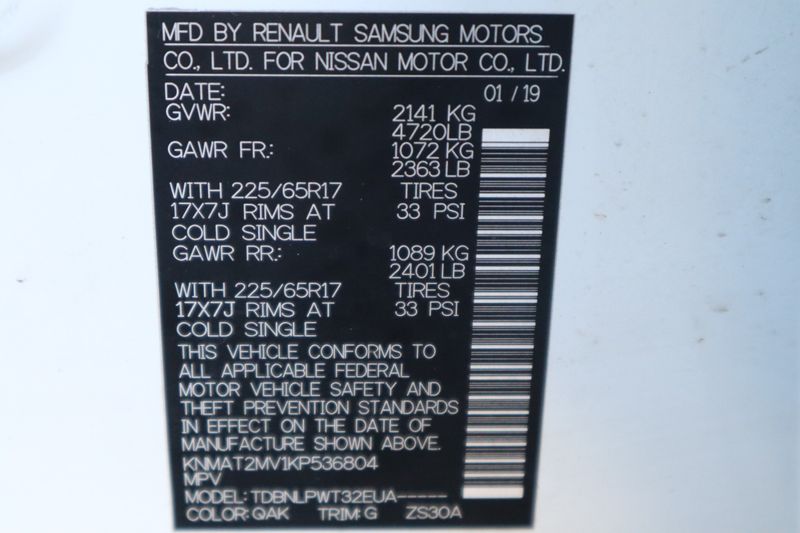 MFD BY RENAULT SAMSUNG MOTORS
CO., LTD. FOR NISSAN MOTOR CO., LTD.
DATE: 01 / 19
GVWR: 2141 KG
4720LB
GAWR FR.: 1072 KG
2363 LB
WITH 225/65R17 TIRES
17X7J RIMS AT 33 PSI
COLD SINGLE
GAWR RR.: 1089 KG
2401 LB
WITH 225/65R17 TIRES
17X7J RIMS AT 33 PSI
COLD SINGLE
THIS VEHICLE CONFORMS TO
ALL APPLICABLE FEDERAL
MOTOR VEHICLE SAFETY AND
THEFT PREVENTION STANDARDS
IN EFFECT ON THE DATE OF
MANUFACTURE SHOWN ABOVE.
KNMAT2MV1KP536804
MPV
MODEL: TDBNLPWT32EUA-----
COLOR: QAK TRIM: G ZS30A